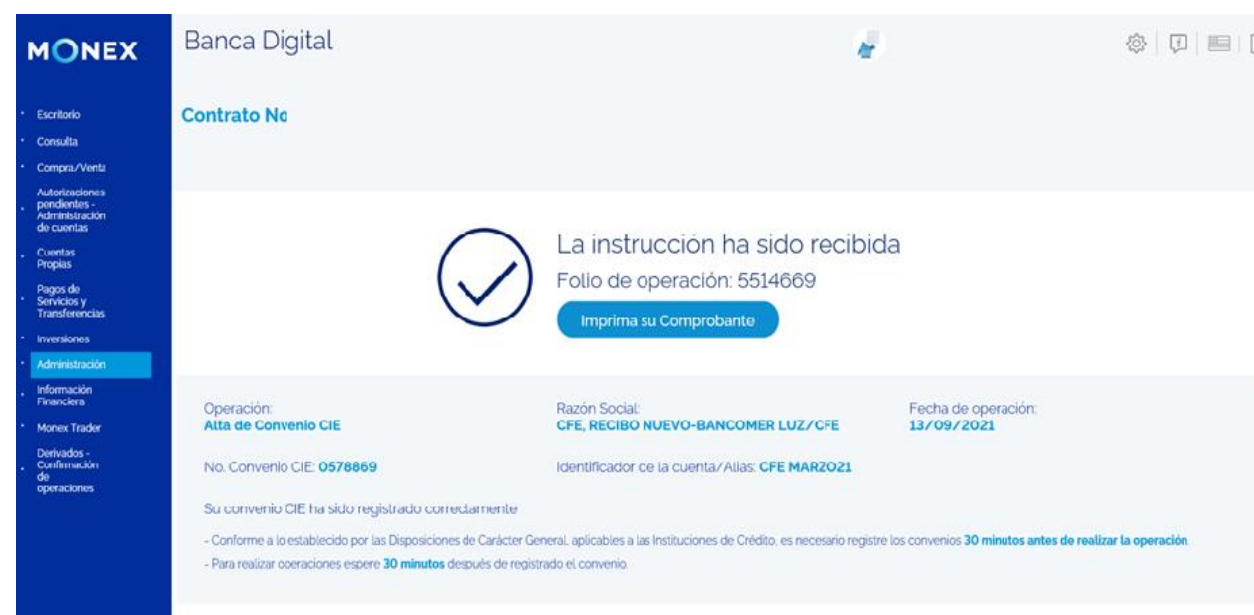 MONEX
Banca Digital
Escritorio
Consulta
Compra/Venta
Autorizaciones
pendientes -
Administración
de cuentas
Cuentas
Propias
Pagos de
Servicios y
Transferencias
Inversiones
Administración
Información
Financiera
Monex Trader
Derivados -
Confirmación
de
operaciones
Contrato No
La instrucción ha sido recibida
Folio de operación: 5514669
Imprima su Comprobante
Operación:
Alta de Convenio CIE
Razón Social:
CFE, RECIBO NUEVO-BANCOMER LUZ/CFE
Fecha de operación:
13/09/2021
No. Convenio CIE: 0578869
Identificador de la cuenta/Alias: CFE MARZO21
Su convenio CIE ha sido registrado correctamente
- Conforme a lo establecido por las Disposiciones de Carácter General, aplicables a las Instituciones de Crédito, es necesario registre los convenios 30 minutos antes de realizar la operación.
- Para realizar operaciones espere 30 minutos después de registrado el convenio.